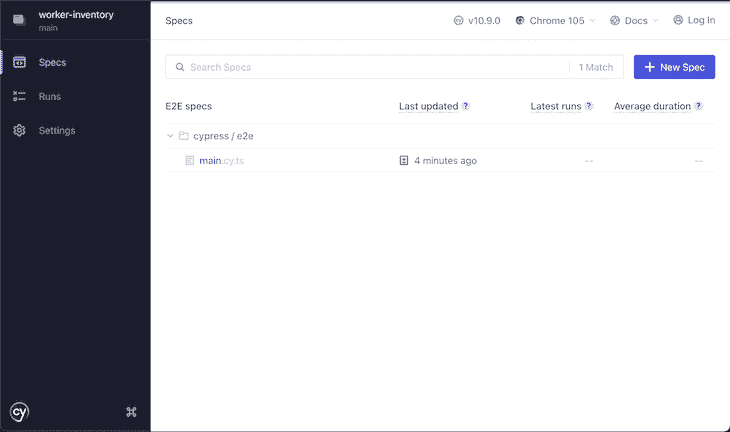 worker-inventory
main
Specs
Runs
Settings
cy
Specs
v10.9.0
Chrome 105
Docs
Log In
Search Specs
1 Match
+ New Spec
E2E specs
Last updated ?
Latest runs ?
Average duration ?
cypress / e2e
main.cy.ts
4 minutes ago
--
--